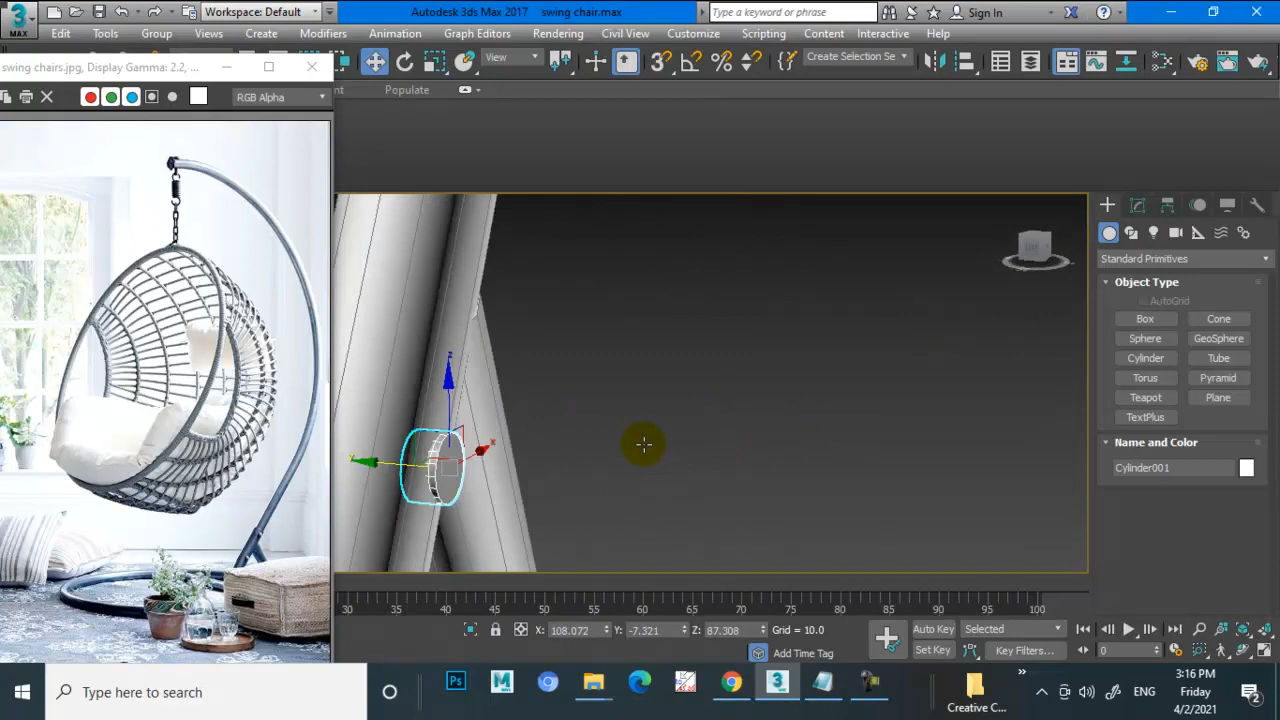 Workspace: Default
Autodesk 3ds Max 2017 swing chair.max
Type a keyword or phrase
Sign In
MAX
Edit Tools Group Views Create Modifiers Animation Graph Editors Rendering Civil View Customize Scripting Content Interactive Help
swing chairs.jpg, Display Gamma: 2.2, ...
View
Create Selection Se
RGB Alpha
nt Populate
Standard Primitives
Object Type
AutoGrid
Box Cone
Sphere GeoSphere
Cylinder Tube
Torus Pyramid
Teapot Plane
TextPlus
Name and Color
Cylinder001
z
x
y
30 35 40 45 50 55 60 65 70 75 80 85 90 95 100
X: 108.072 Y: -7.321 Z: 87.308 Grid = 10.0
Add Time Tag
Auto Key Selected
Set Key Key Filters...
0
Type here to search
Ps
Creative C...
ENG
3:16 PM
Friday
4/2/2021
2